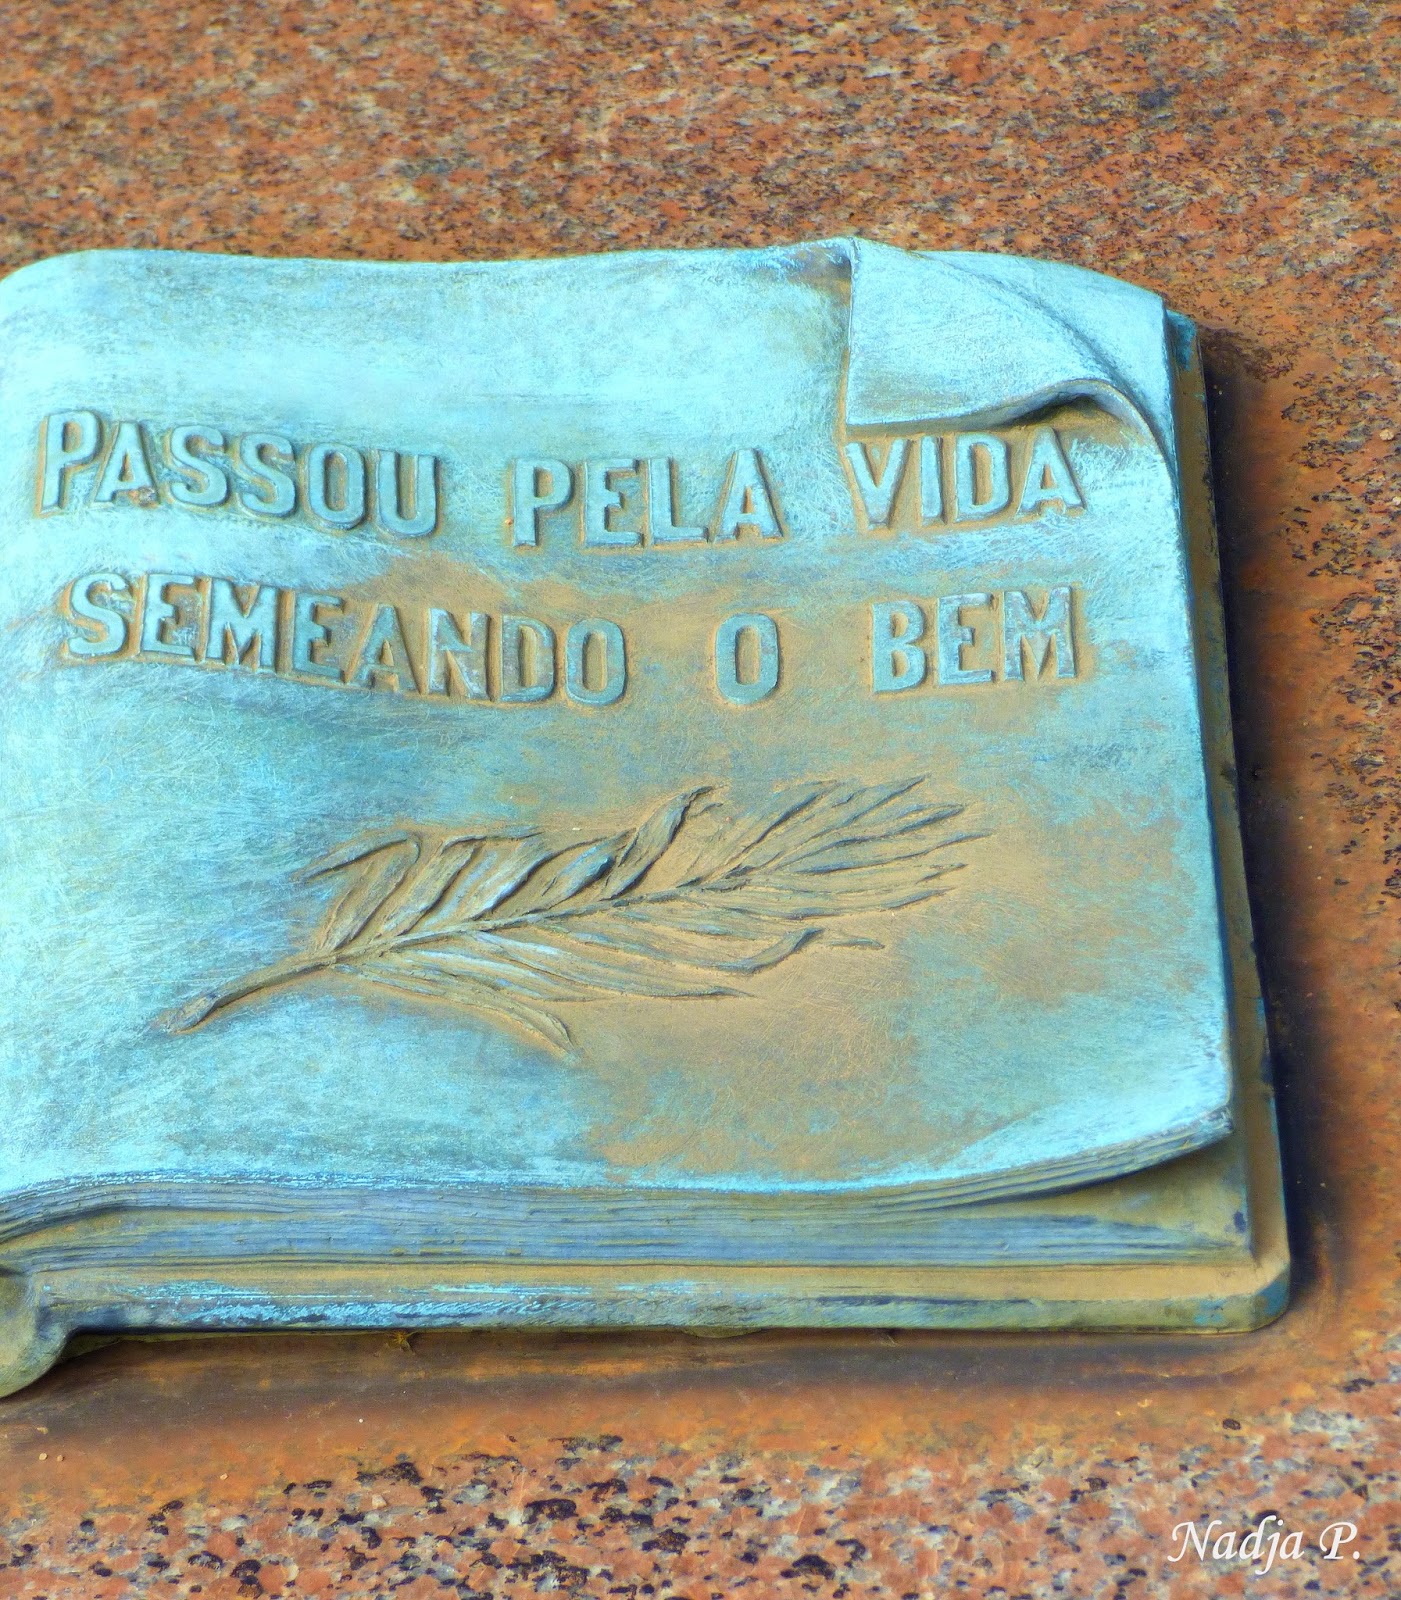 PASSOU PELA VIDA
SEMEANDO O BEM
Nadja P.